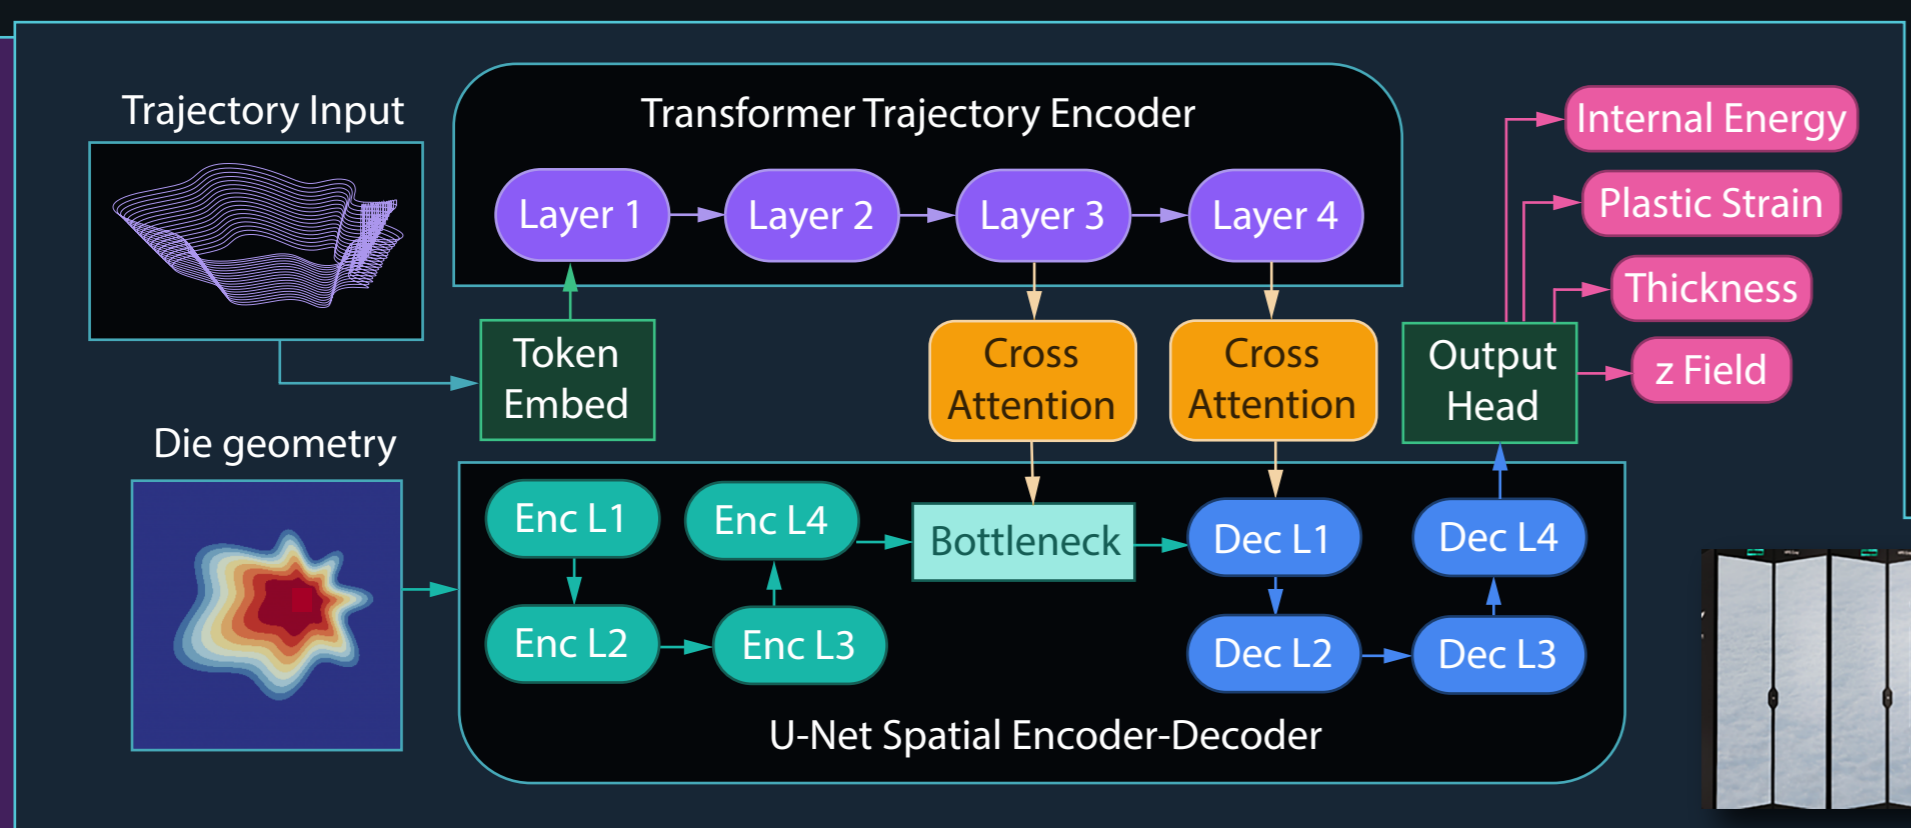 Trajectory Input
Transformer Trajectory Encoder
Layer 1
Layer 2
Layer 3
Layer 4
Token
Embed
Cross
Attention
Cross
Attention
Output
Head
Internal Energy
Plastic Strain
Thickness
z Field
Die geometry
Enc L1
Enc L2
Enc L3
Enc L4
Bottleneck
Dec L1
Dec L2
Dec L3
Dec L4
U-Net Spatial Encoder-Decoder